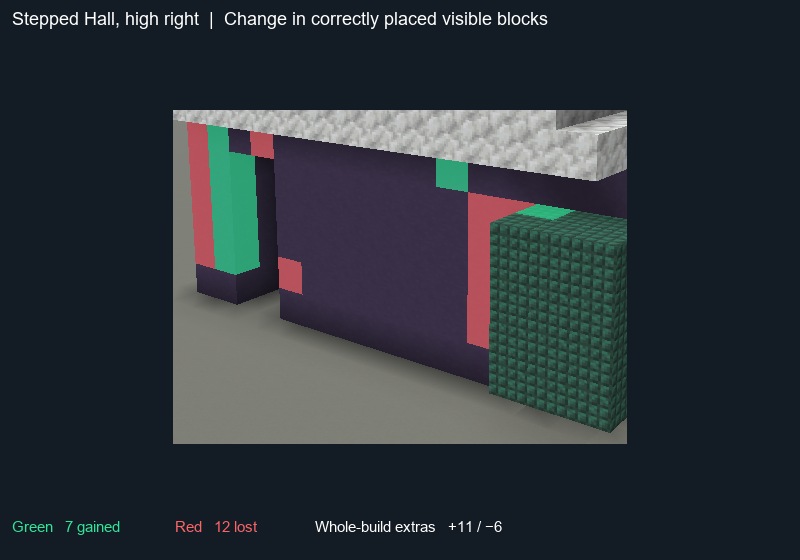 Stepped Hall, high right | Change in correctly placed visible blocks
Green 7 gained Red 12 lost Whole-build extras +11 / −6